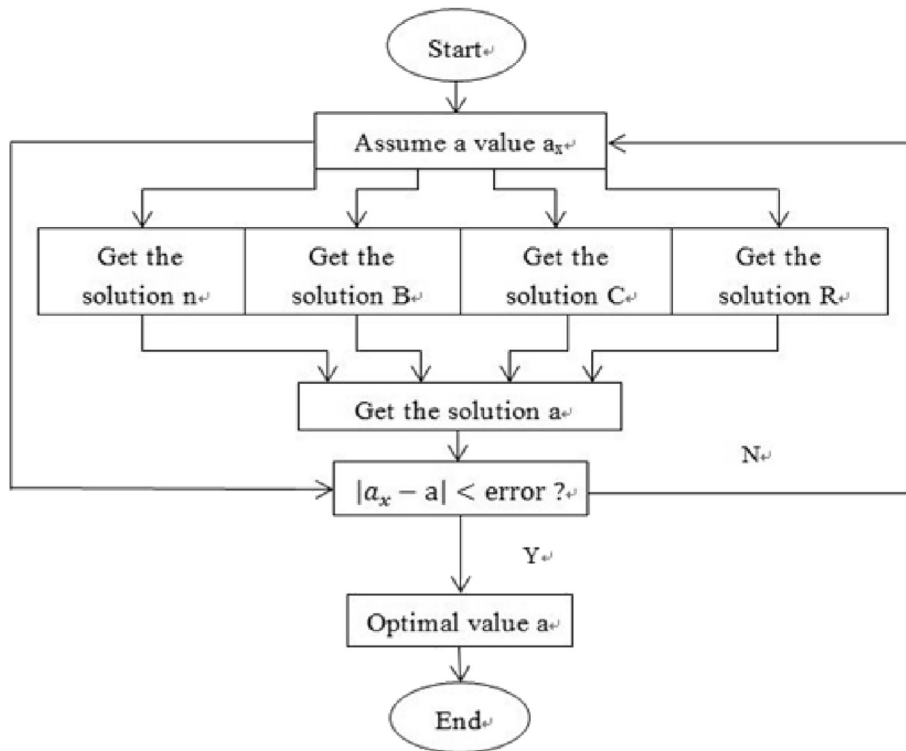 Start↵
Assume a value aₓ↵
Get the
solution n↵
Get the
solution B↵
Get the
solution C↵
Get the
solution R↵
Get the solution a↵
N↵
|aₓ − a| < error ?↵
Y↵
Optimal value a↵
End↵